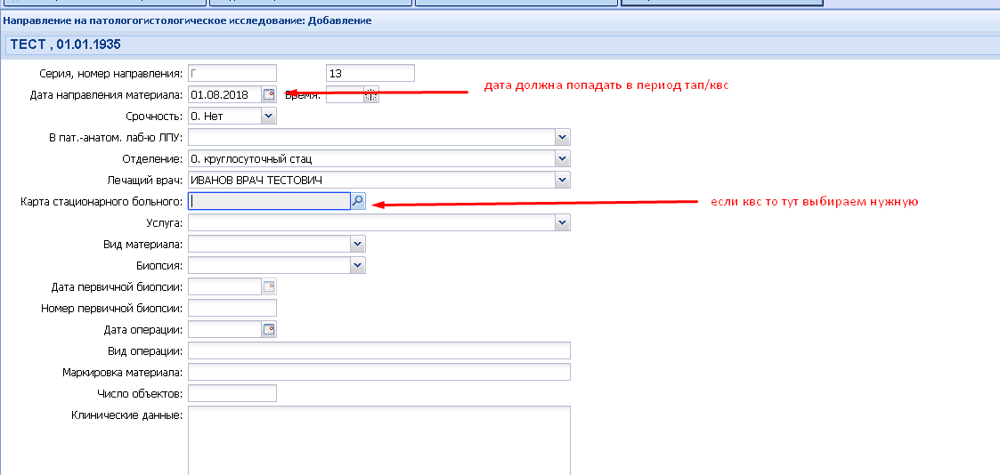 Направление на патологогистологическое исследование: Добавление
ТЕСТ , 01.01.1935
Серия, номер направления: Г 13
Дата направления материала: 01.08.2018 Время:
дата должна попадать в период тап/квс
Срочность: 0. Нет
В пат.-анатом. лаб-ю ЛПУ:
Отделение: 0. круглосуточный стац
Лечащий врач: ИВАНОВ ВРАЧ ТЕСТОВИЧ
Карта стационарного больного:
если квс то тут выбираем нужную
Услуга:
Вид материала:
Биопсия:
Дата первичной биопсии:
Номер первичной биопсии:
Дата операции:
Вид операции:
Маркировка материала:
Число объектов:
Клинические данные: